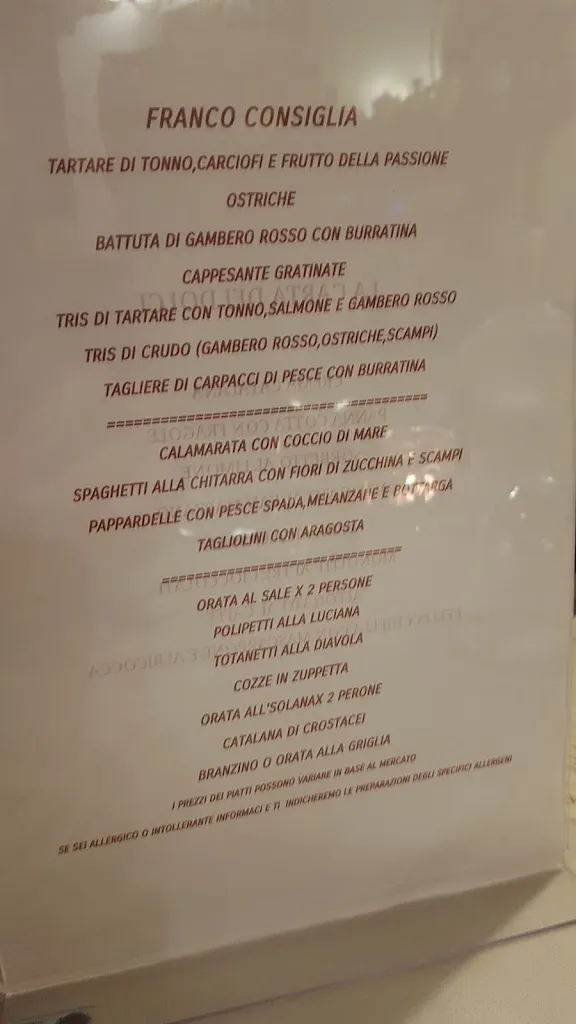 FRANCO CONSIGLIA
TARTARE DI TONNO,CARCIOFI E FRUTTO DELLA PASSIONE
OSTRICHE
BATTUTA DI GAMBERO ROSSO CON BURRATINA
CAPPESANTE GRATINATE
TRIS DI TARTARE CON TONNO,SALMONE E GAMBERO ROSSO
TRIS DI CRUDO (GAMBERO ROSSO,OSTRICHE,SCAMPI)
TAGLIERE DI CARPACCI DI PESCE CON BURRATINA
====================================
CALAMARATA CON COCCIO DI MARE
SPAGHETTI ALLA CHITARRA CON FIORI DI ZUCCHINA E SCAMPI
PAPPARDELLE CON PESCE SPADA,MELANZANE E BOTTARGA
TAGLIOLINI CON ARAGOSTA
===========================
ORATA AL SALE X 2 PERSONE
POLIPETTI ALLA LUCIANA
TOTANETTI ALLA DIAVOLA
COZZE IN ZUPPETTA
ORATA ALL'SOLANAX 2 PERONE
CATALANA DI CROSTACEI
BRANZINO O ORATA ALLA GRIGLIA
I PREZZI DEI PIATTI POSSONO VARIARE IN BASE AL MERCATO
SE SEI ALLERGICO O INTOLLERANTE INFORMACI E TI INDICHEREMO LE PREPARAZIONI DEGLI SPECIFICI ALLERGENI